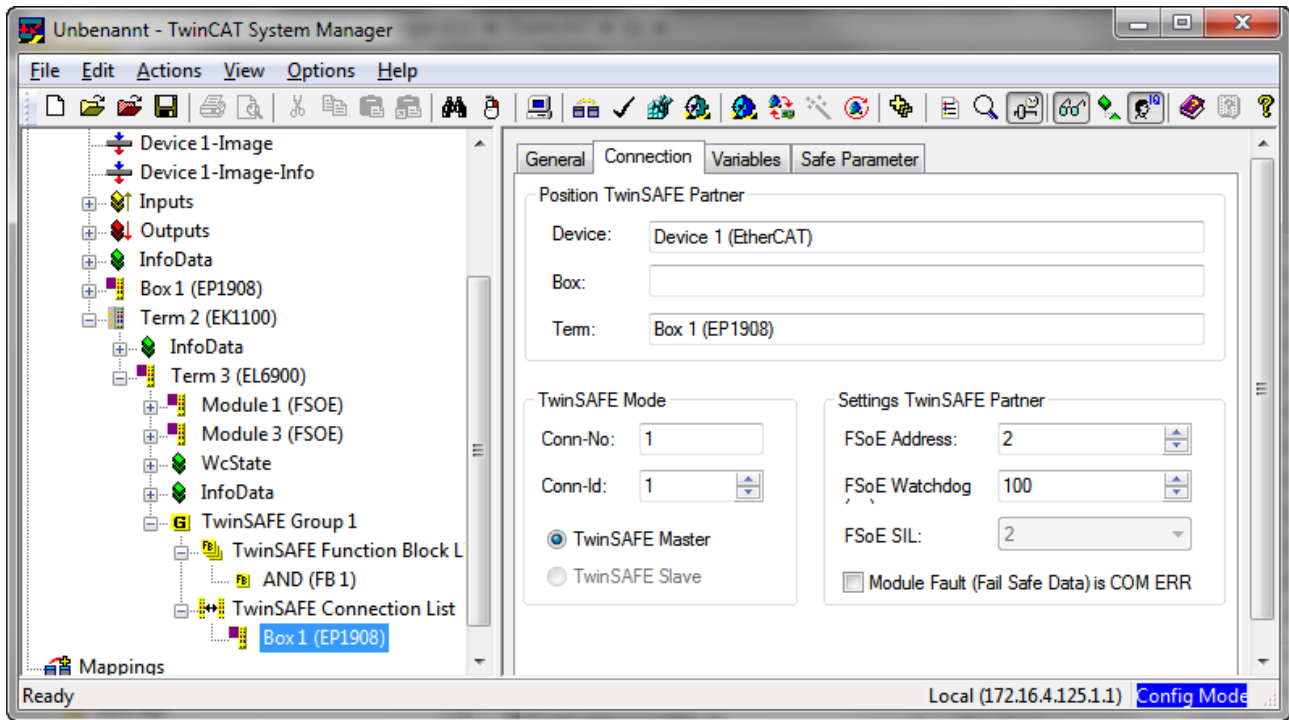 Unbenannt - TwinCAT System Manager
File Edit Actions View Options Help
Device 1-Image
Device 1-Image-Info
Inputs
Outputs
InfoData
Box 1 (EP1908)
Term 2 (EK1100)
InfoData
Term 3 (EL6900)
Module 1 (FSOE)
Module 3 (FSOE)
WcState
InfoData
G TwinSAFE Group 1
FB TwinSAFE Function Block L
FB AND (FB 1)
TwinSAFE Connection List
Box 1 (EP1908)
Mappings
General Connection Variables Safe Parameter
Position TwinSAFE Partner
Device: Device 1 (EtherCAT)
Box:
Term: Box 1 (EP1908)
TwinSAFE Mode
Conn-No: 1
Conn-Id: 1
TwinSAFE Master
TwinSAFE Slave
Settings TwinSAFE Partner
FSoE Address: 2
FSoE Watchdog 100
FSoE SIL: 2
Module Fault (Fail Safe Data) is COM ERR
Ready Local (172.16.4.125.1.1) Config Mode